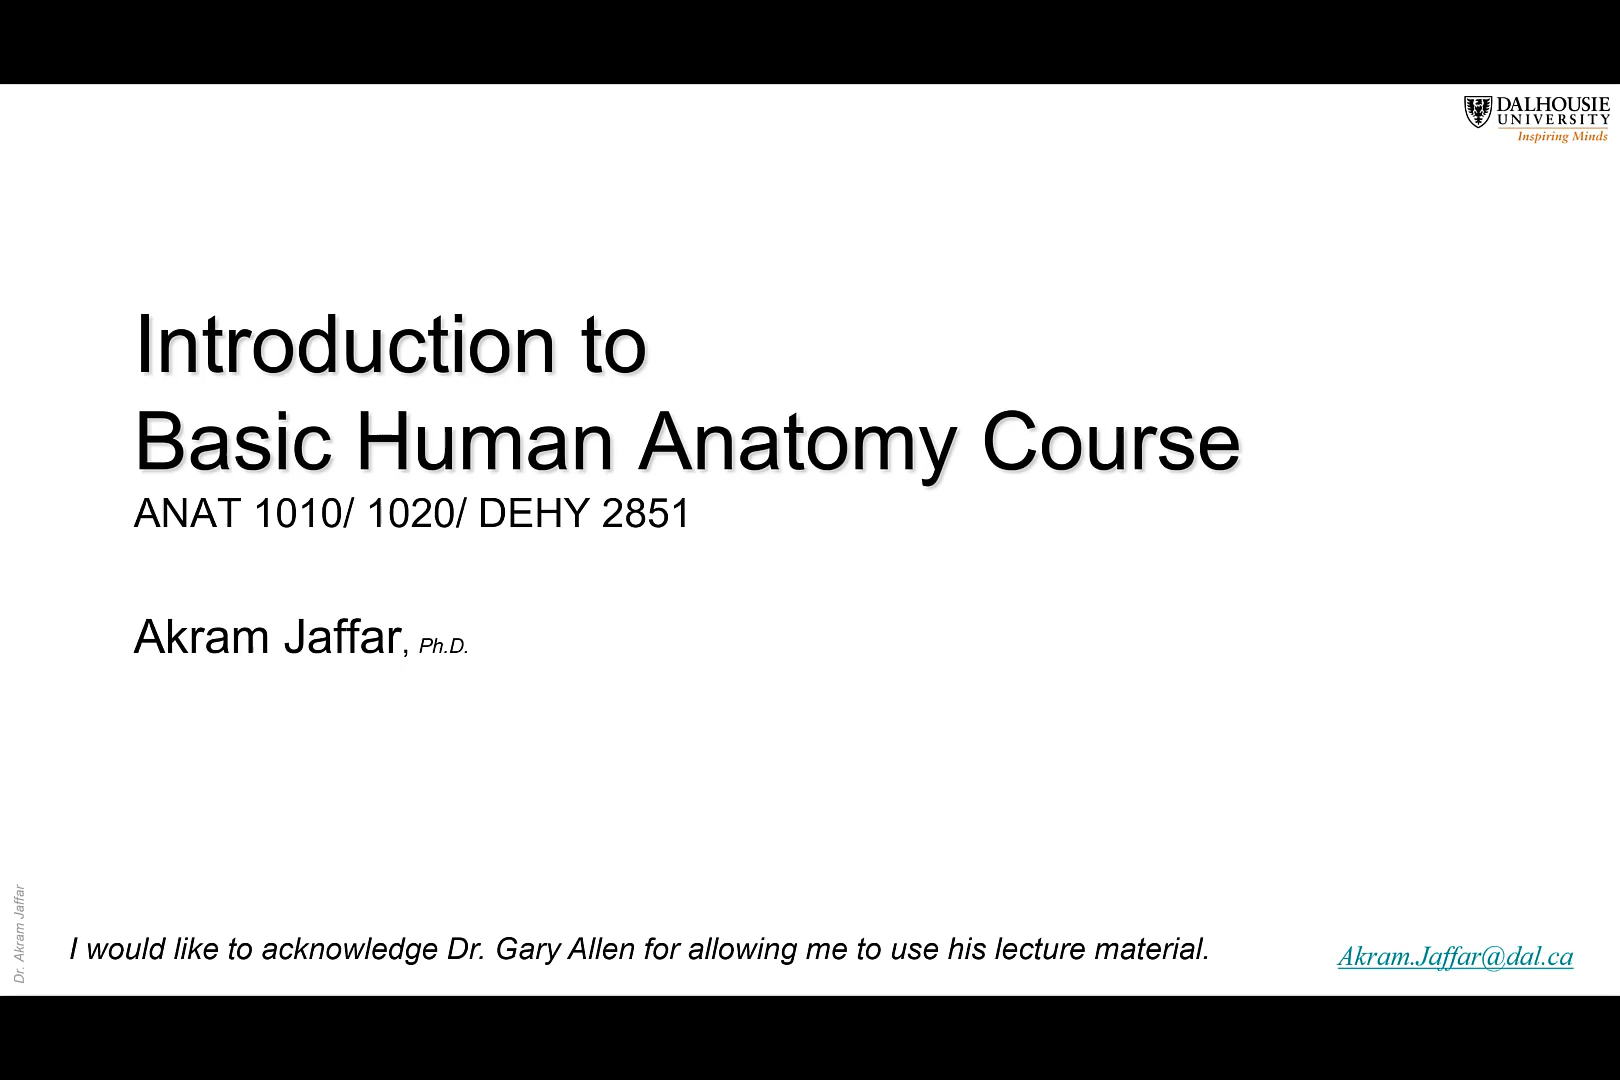 DALHOUSIE
UNIVERSITY
Inspiring Minds
Introduction to
Basic Human Anatomy Course
ANAT 1010/ 1020/ DEHY 2851
Akram Jaffar, Ph.D.
Dr. Akram Jaffar
I would like to acknowledge Dr. Gary Allen for allowing me to use his lecture material.
Akram.Jaffar@dal.ca